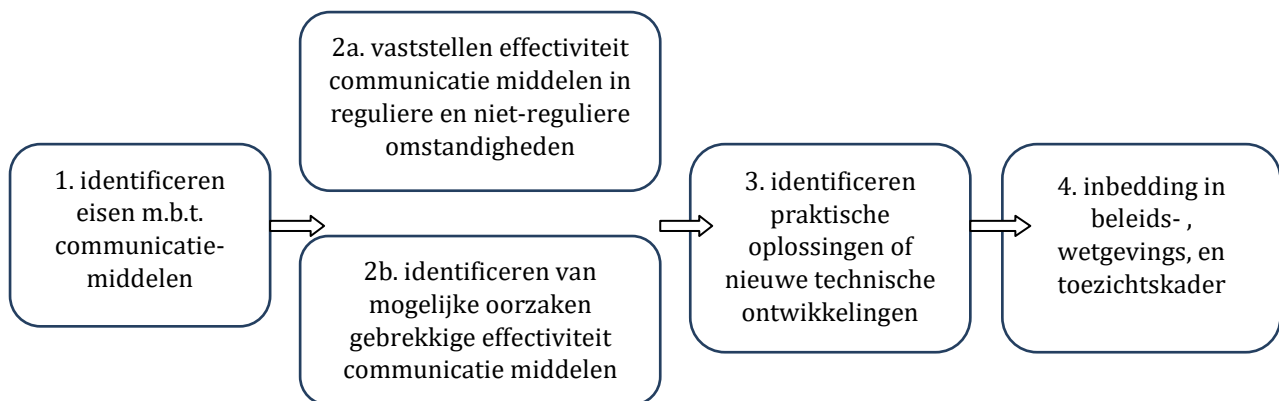 1. identificeren
eisen m.b.t.
communicatie-
middelen
2a. vaststellen effectiviteit
communicatie middelen in
reguliere en niet-reguliere
omstandigheden
2b. identificeren van
mogelijke oorzaken
gebrekkige effectiviteit
communicatie middelen
3. identificeren
praktische
oplossingen of
nieuwe technische
ontwikkelingen
4. inbedding in
beleids- ,
wetgevings, en
toezichtskader